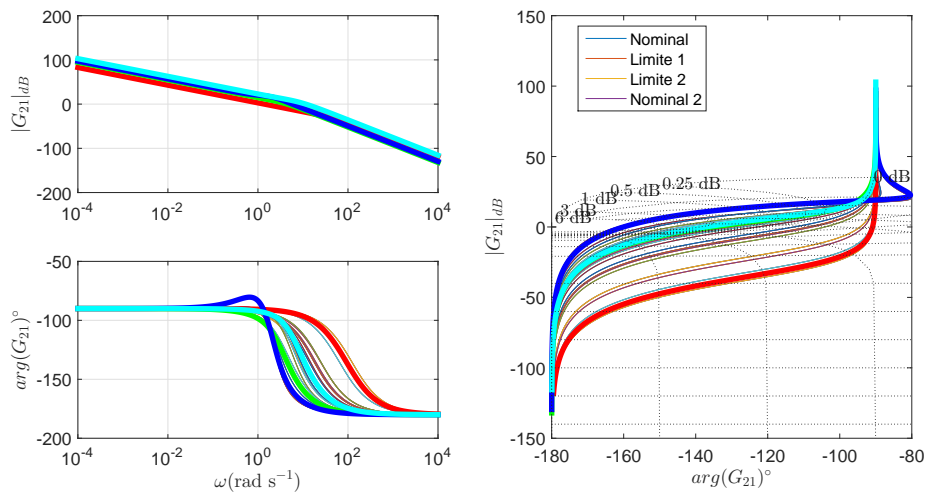 200
100
0
-100
200
|G21|dB
10^-4
10^-2
10^0
10^2
10^4
-50
-100
-150
-200
arg(G21)°
10^-4
10^-2
10^0
10^2
10^4
ω(rad s^-1)
150
100
50
0
-50
-100
-150
|G21|dB
Nominal
Limite 1
Limite 2
Nominal 2
0 dB
0.25 dB
0.5 dB
1 dB
3 dB
6 dB
-180
-160
-140
-120
-100
-80
arg(G21)°